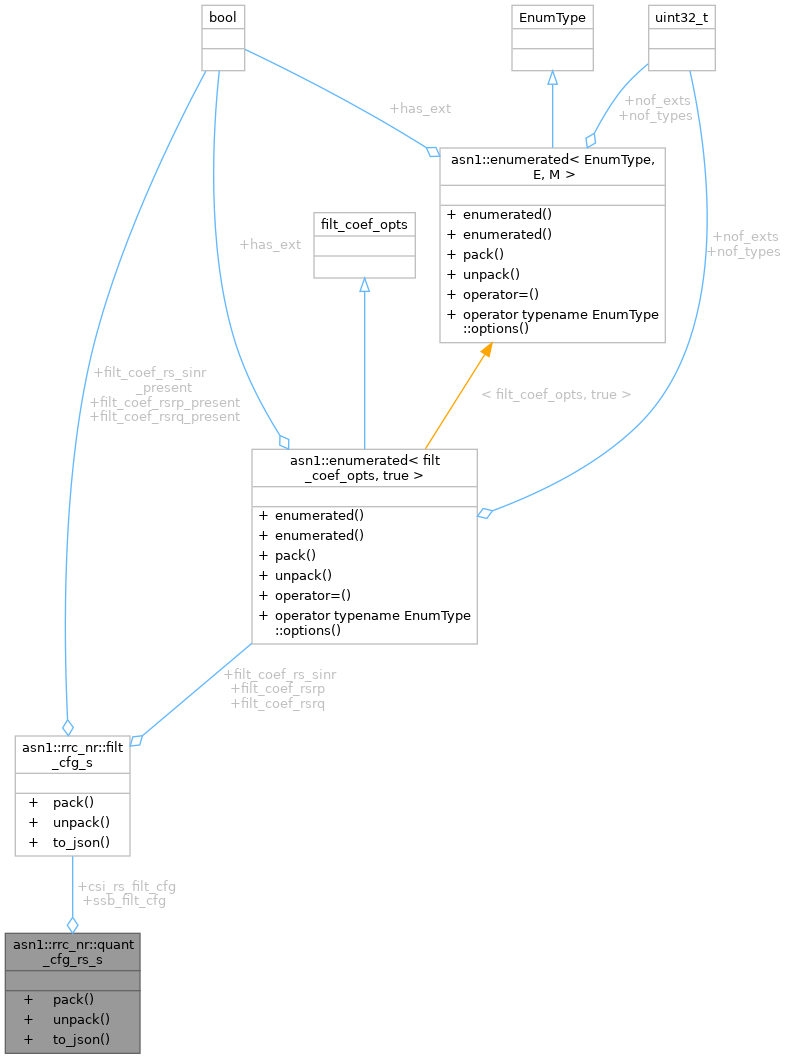 bool
EnumType
uint32_t
+has_ext
+nof_exts
+nof_types
asn1::enumerated< EnumType,
E, M >
+ enumerated()
+ enumerated()
+ pack()
+ unpack()
+ operator=()
+ operator typename EnumType
::options()
filt_coef_opts
+has_ext
+nof_exts
+nof_types
+filt_coef_rs_sinr
_present
+filt_coef_rsrp_present
+filt_coef_rsrq_present
< filt_coef_opts, true >
asn1::enumerated< filt
_coef_opts, true >
+ enumerated()
+ enumerated()
+ pack()
+ unpack()
+ operator=()
+ operator typename EnumType
::options()
+filt_coef_rs_sinr
+filt_coef_rsrp
+filt_coef_rsrq
asn1::rrc_nr::filt
_cfg_s
+ pack()
+ unpack()
+ to_json()
+csi_rs_filt_cfg
+ssb_filt_cfg
asn1::rrc_nr::quant
_cfg_rs_s
+ pack()
+ unpack()
+ to_json()